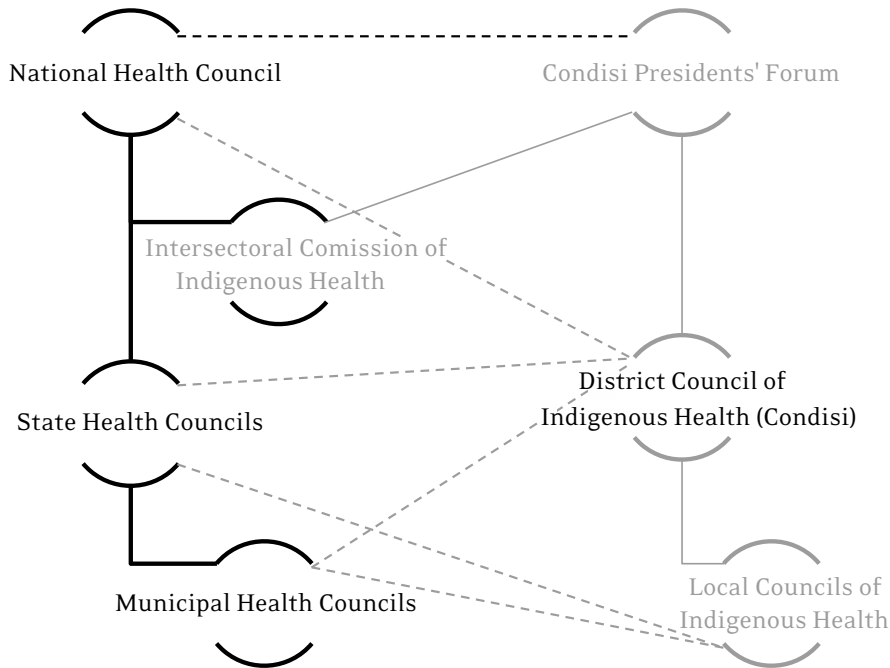 National Health Council
Condisi Presidents' Forum
Intersectoral Comission of
Indigenous Health
District Council of
Indigenous Health (Condisi)
State Health Councils
Municipal Health Councils
Local Councils of
Indigenous Health